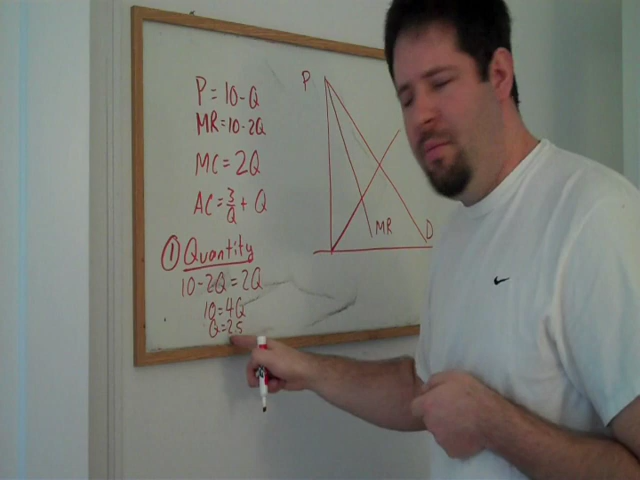 P = 10 - Q
MR = 10 - 2Q
MC = 2Q
AC = 3/Q + Q
① Quantity
10 - 2Q = 2Q
10 = 4Q
Q = 2.5
P
MR
D